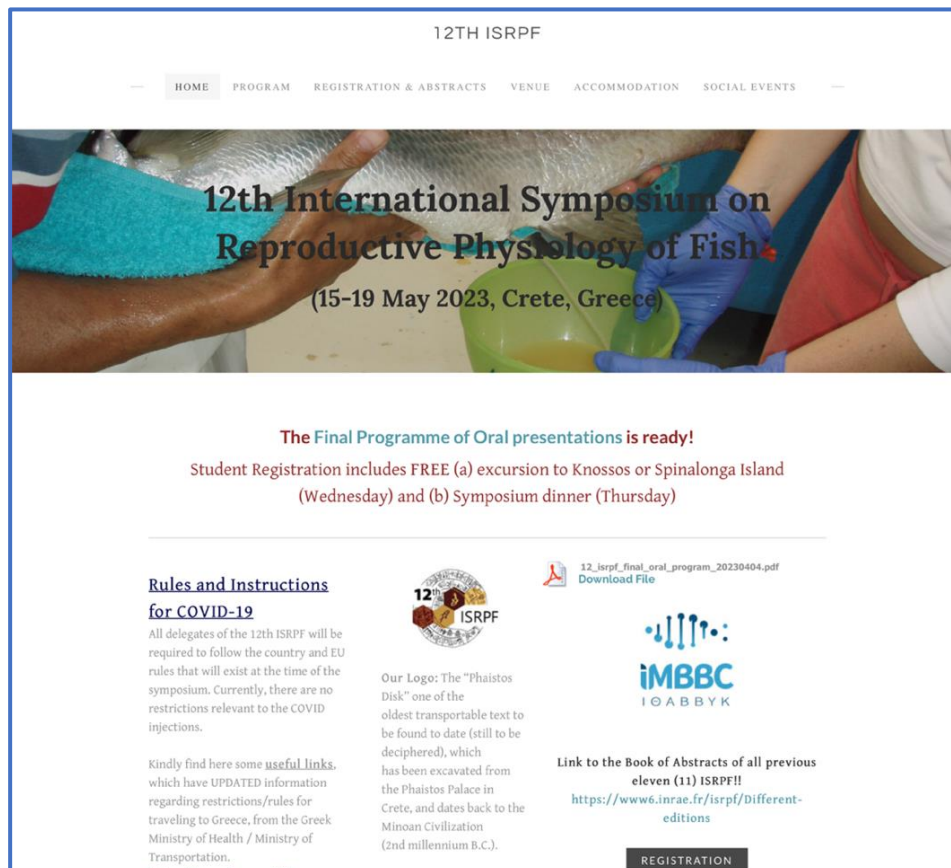 12TH ISRPF
HOME PROGRAM REGISTRATION & ABSTRACTS VENUE ACCOMMODATION SOCIAL EVENTS
12th International Symposium on
Reproductive Physiology of Fish
(15-19 May 2023, Crete, Greece)
The Final Programme of Oral presentations is ready!
Student Registration includes FREE (a) excursion to Knossos or Spinalonga Island
(Wednesday) and (b) Symposium dinner (Thursday)
Rules and Instructions
for COVID-19
All delegates of the 12th ISRPF will be
required to follow the country and EU
rules that will exist at the time of the
symposium. Currently, there are no
restrictions relevant to the COVID
injections.
Kindly find here some useful links,
which have UPDATED information
regarding restrictions/rules for
traveling to Greece, from the Greek
Ministry of Health / Ministry of
Transportation.
12th
ISRPF
Our Logo: The "Phaistos
Disk" one of the
oldest transportable text to
be found to date (still to be
deciphered), which
has been excavated from
the Phaistos Palace in
Crete, and dates back to the
Minoan Civilization
(2nd millennium B.C.).
12_isrpf_final_oral_program_20230404.pdf
Download File
iMBBC
ΙΘΑΒΒΥΚ
Link to the Book of Abstracts of all previous
eleven (11) ISRPF!!
https://www6.inrae.fr/isrpf/Different-
editions
REGISTRATION